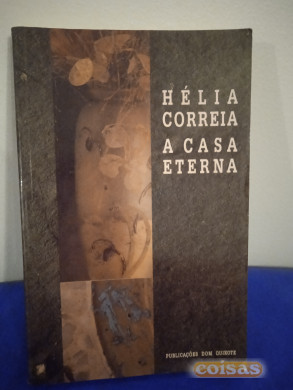 HÉLIA
CORREIA
A CASA
ETERNA
PUBLICAÇÕES DOM QUIXOTE
coisas